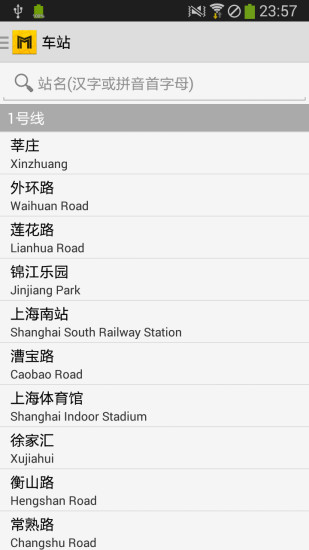 23:57
车站
站名(汉字或拼音首字母)
1号线
莘庄
Xinzhuang
外环路
Waihuan Road
莲花路
Lianhua Road
锦江乐园
Jinjiang Park
上海南站
Shanghai South Railway Station
漕宝路
Caobao Road
上海体育馆
Shanghai Indoor Stadium
徐家汇
Xujiahui
衡山路
Hengshan Road
常熟路
Changshu Road